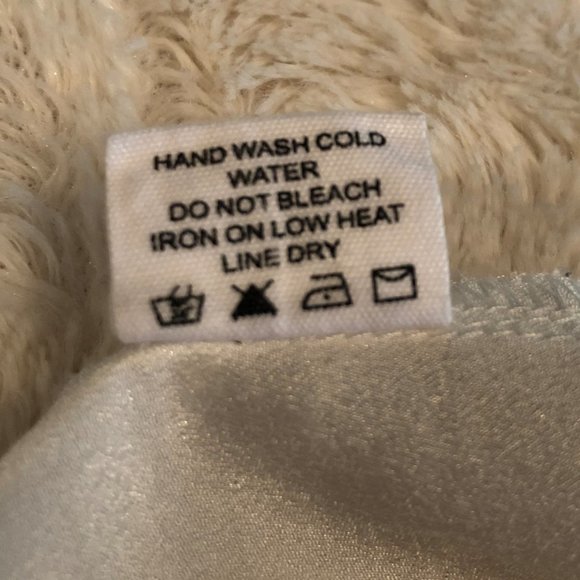 HAND WASH COLD
WATER
DO NOT BLEACH
IRON ON LOW HEAT
LINE DRY